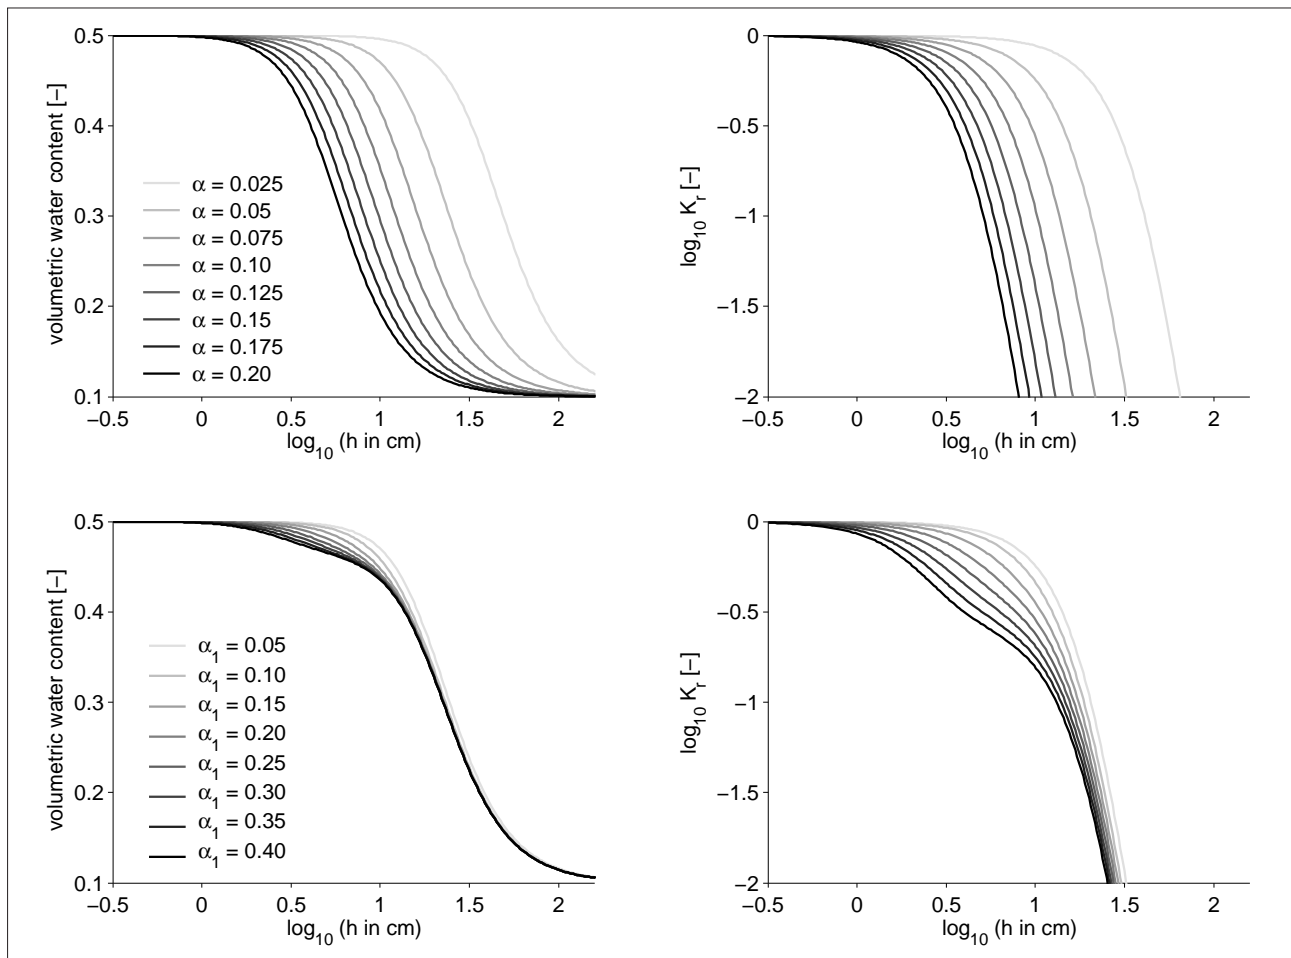 0.5
0.4
0.3
0.2
0.1
volumetric water content [−]
α = 0.025
α = 0.05
α = 0.075
α = 0.10
α = 0.125
α = 0.15
α = 0.175
α = 0.20
−0.5 0 0.5 1 1.5 2
log10 (h in cm)
0
−0.5
−1
−1.5
−2
log10 Kr [−]
−0.5 0 0.5 1 1.5 2
log10 (h in cm)
0.5
0.4
0.3
0.2
0.1
volumetric water content [−]
α1 = 0.05
α1 = 0.10
α1 = 0.15
α1 = 0.20
α1 = 0.25
α1 = 0.30
α1 = 0.35
α1 = 0.40
−0.5 0 0.5 1 1.5 2
log10 (h in cm)
0
−0.5
−1
−1.5
−2
log10 Kr [−]
−0.5 0 0.5 1 1.5 2
log10 (h in cm)